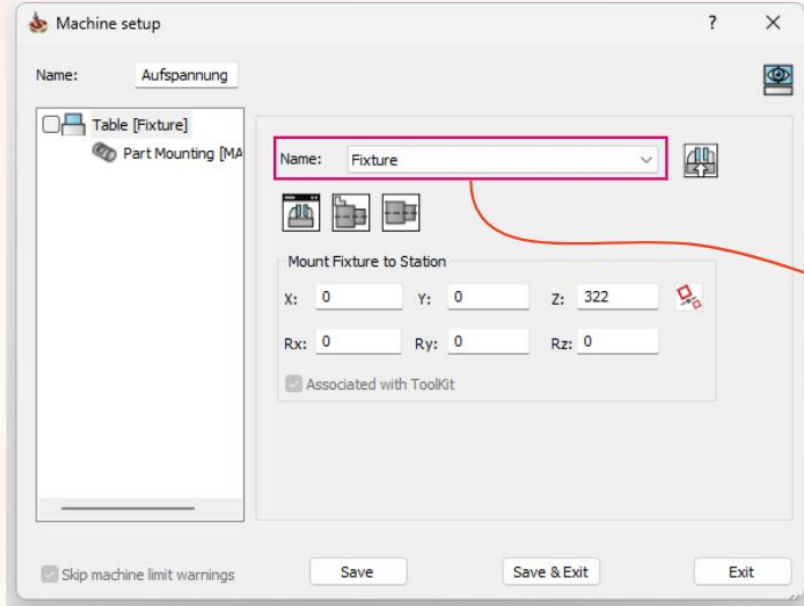 Machine setup ? X
Name: Aufspannung
Table [Fixture]
Part Mounting [MA
Name: Fixture
Mount Fixture to Station
X: 0 Y: 0 Z: 322
Rx: 0 Ry: 0 Rz: 0
Associated with ToolKit
Skip machine limit warnings Save Save & Exit Exit